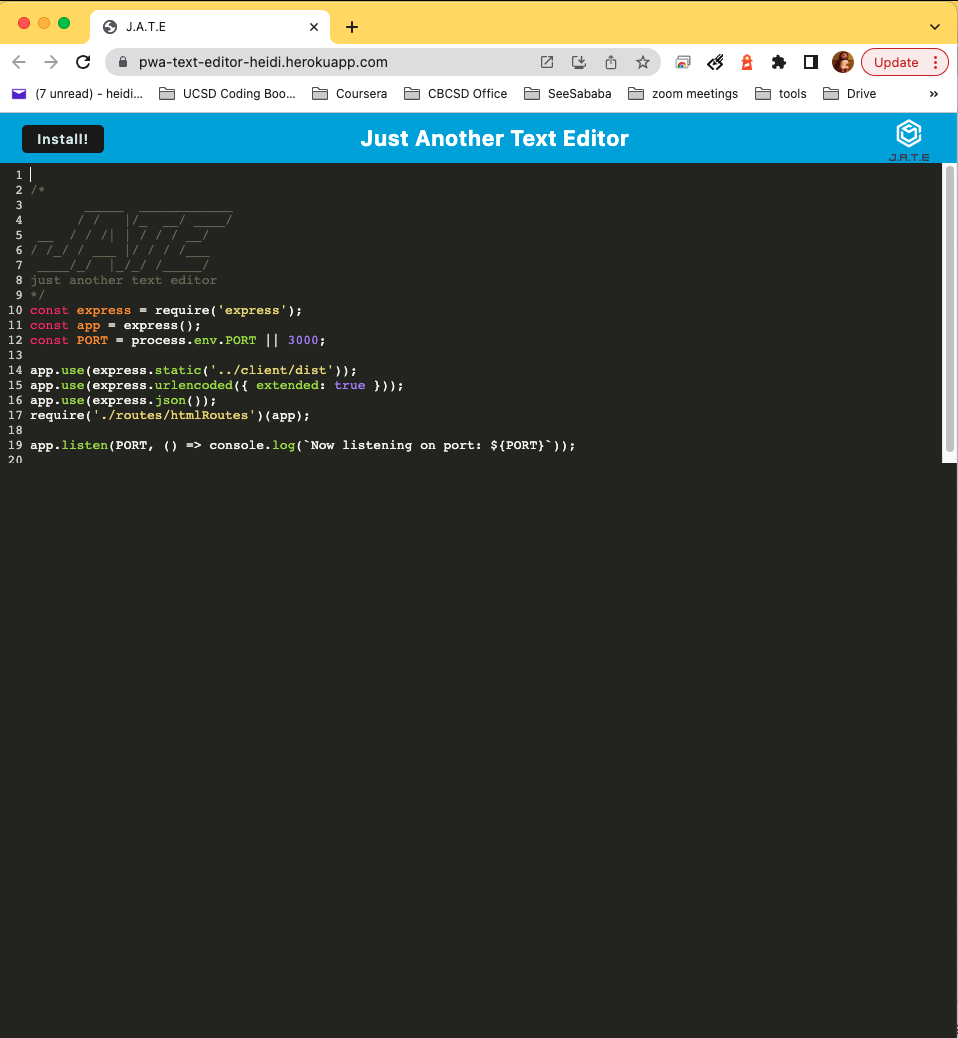 J.A.T.E
pwa-text-editor-heidi.herokuapp.com
Update
(7 unread) - heidi...
UCSD Coding Boo...
Coursera
CBCSD Office
SeeSababa
zoom meetings
tools
Drive
»
Install!
Just Another Text Editor
J.A.T.E
1
2 /*
3      _____  ____________
4      / /   |/_  __/ ____/
5  __  / / /| | / / / __/
6 / /_/ / ___ |/ / / /___
7  ____/_/  |_/_/ /_____/
8 just another text editor
9 */
10 const express = require('express');
11 const app = express();
12 const PORT = process.env.PORT || 3000;
13
14 app.use(express.static('../client/dist'));
15 app.use(express.urlencoded({ extended: true }));
16 app.use(express.json());
17 require('./routes/htmlRoutes')(app);
18
19 app.listen(PORT, () => console.log(`Now listening on port: ${PORT}`));
20